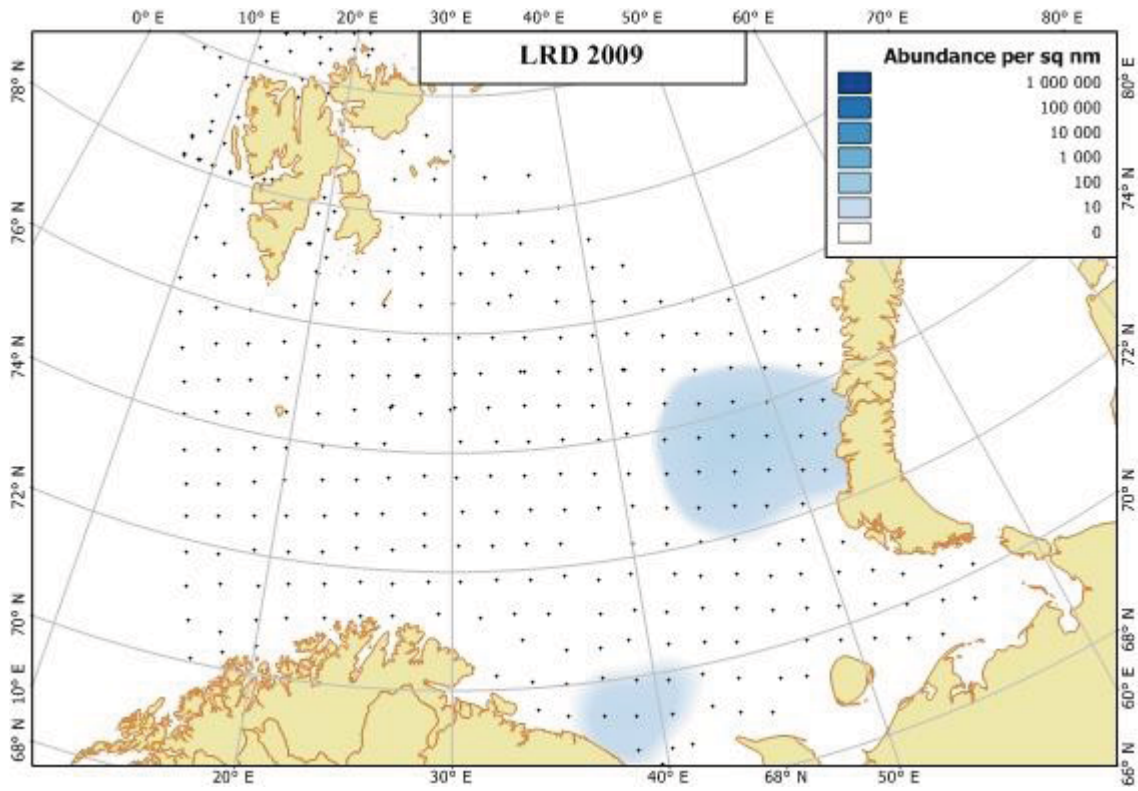 0° E 10° E 20° E 30° E 40° E 50° E 60° E 70° E 80° E
LRD 2009
Abundance per sq nm
1 000 000
100 000
10 000
1 000
100
10
0
78° N
76° N
74° N
72° N
70° N
10° E
68° N
80° E
74° N
72° N
70° N
68° N
60° E
66° N
20° E 30° E 40° E 68° N 50° E